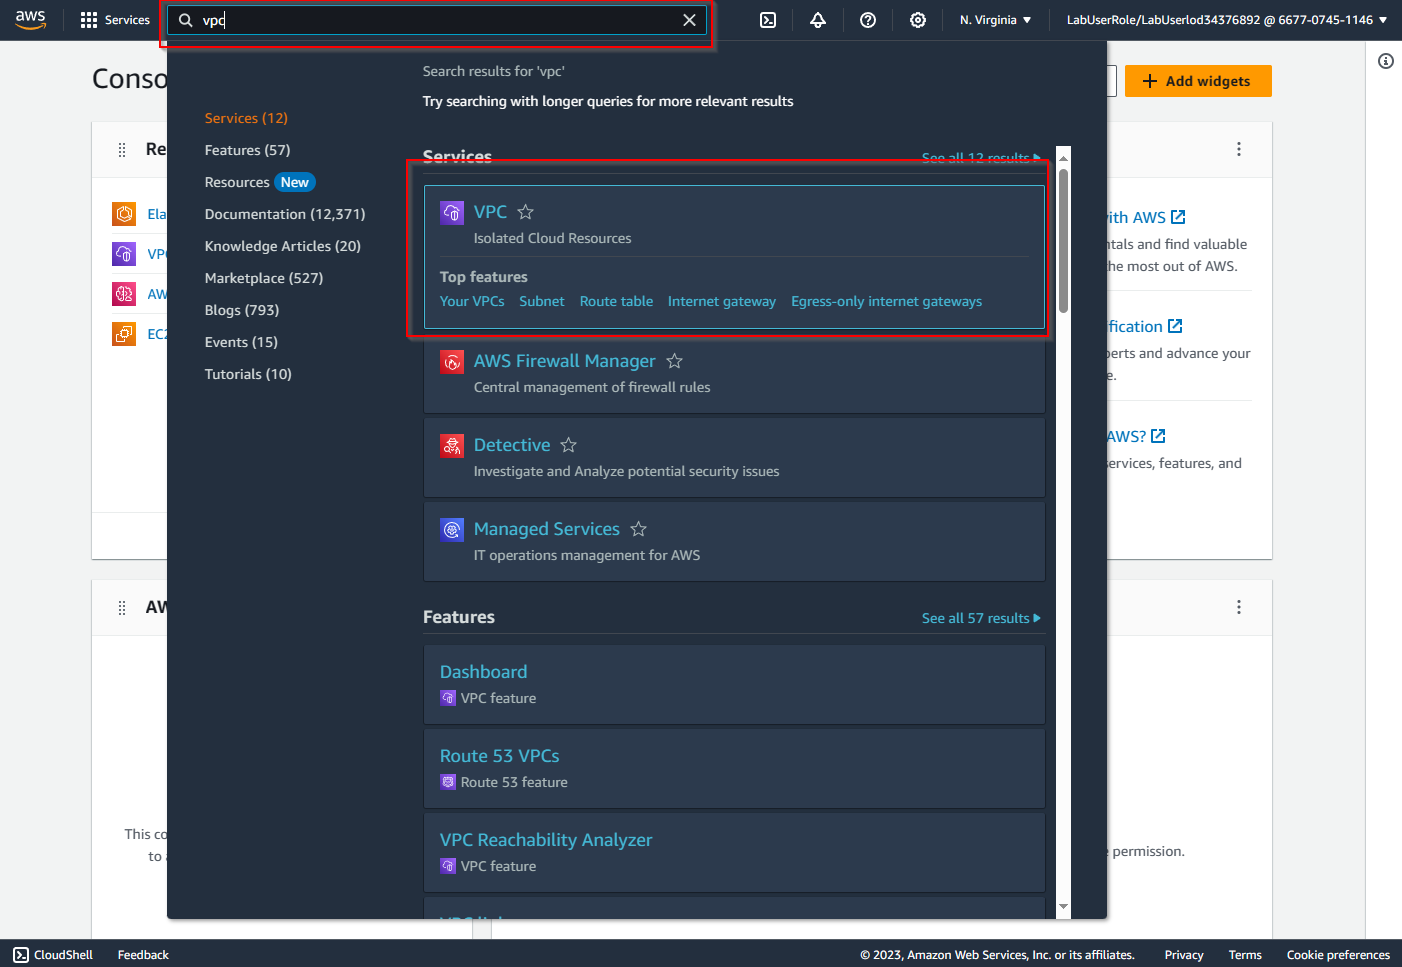 aws
Services
vpc
N. Virginia
LabUserRole/LabUserlod34376892 @ 6677-0745-1146
Conso
Add widgets
Search results for 'vpc'
Try searching with longer queries for more relevant results
Services (12)
Features (57)
Resources New
Documentation (12,371)
Knowledge Articles (20)
Marketplace (527)
Blogs (793)
Events (15)
Tutorials (10)
Services
See all 12 results
VPC
Isolated Cloud Resources
Top features
Your VPCs Subnet Route table Internet gateway Egress-only internet gateways
AWS Firewall Manager
Central management of firewall rules
Detective
Investigate and Analyze potential security issues
Managed Services
IT operations management for AWS
Features
See all 57 results
Dashboard
VPC feature
Route 53 VPCs
Route 53 feature
VPC Reachability Analyzer
VPC feature
Re
Ela
VP
AW
EC2
AW
This co
to
ith AWS
ntals and find valuable
he most out of AWS.
fication
perts and advance your
e.
AWS?
services, features, and
permission.
CloudShell
Feedback
© 2023, Amazon Web Services, Inc. or its affiliates.
Privacy
Terms
Cookie preferences